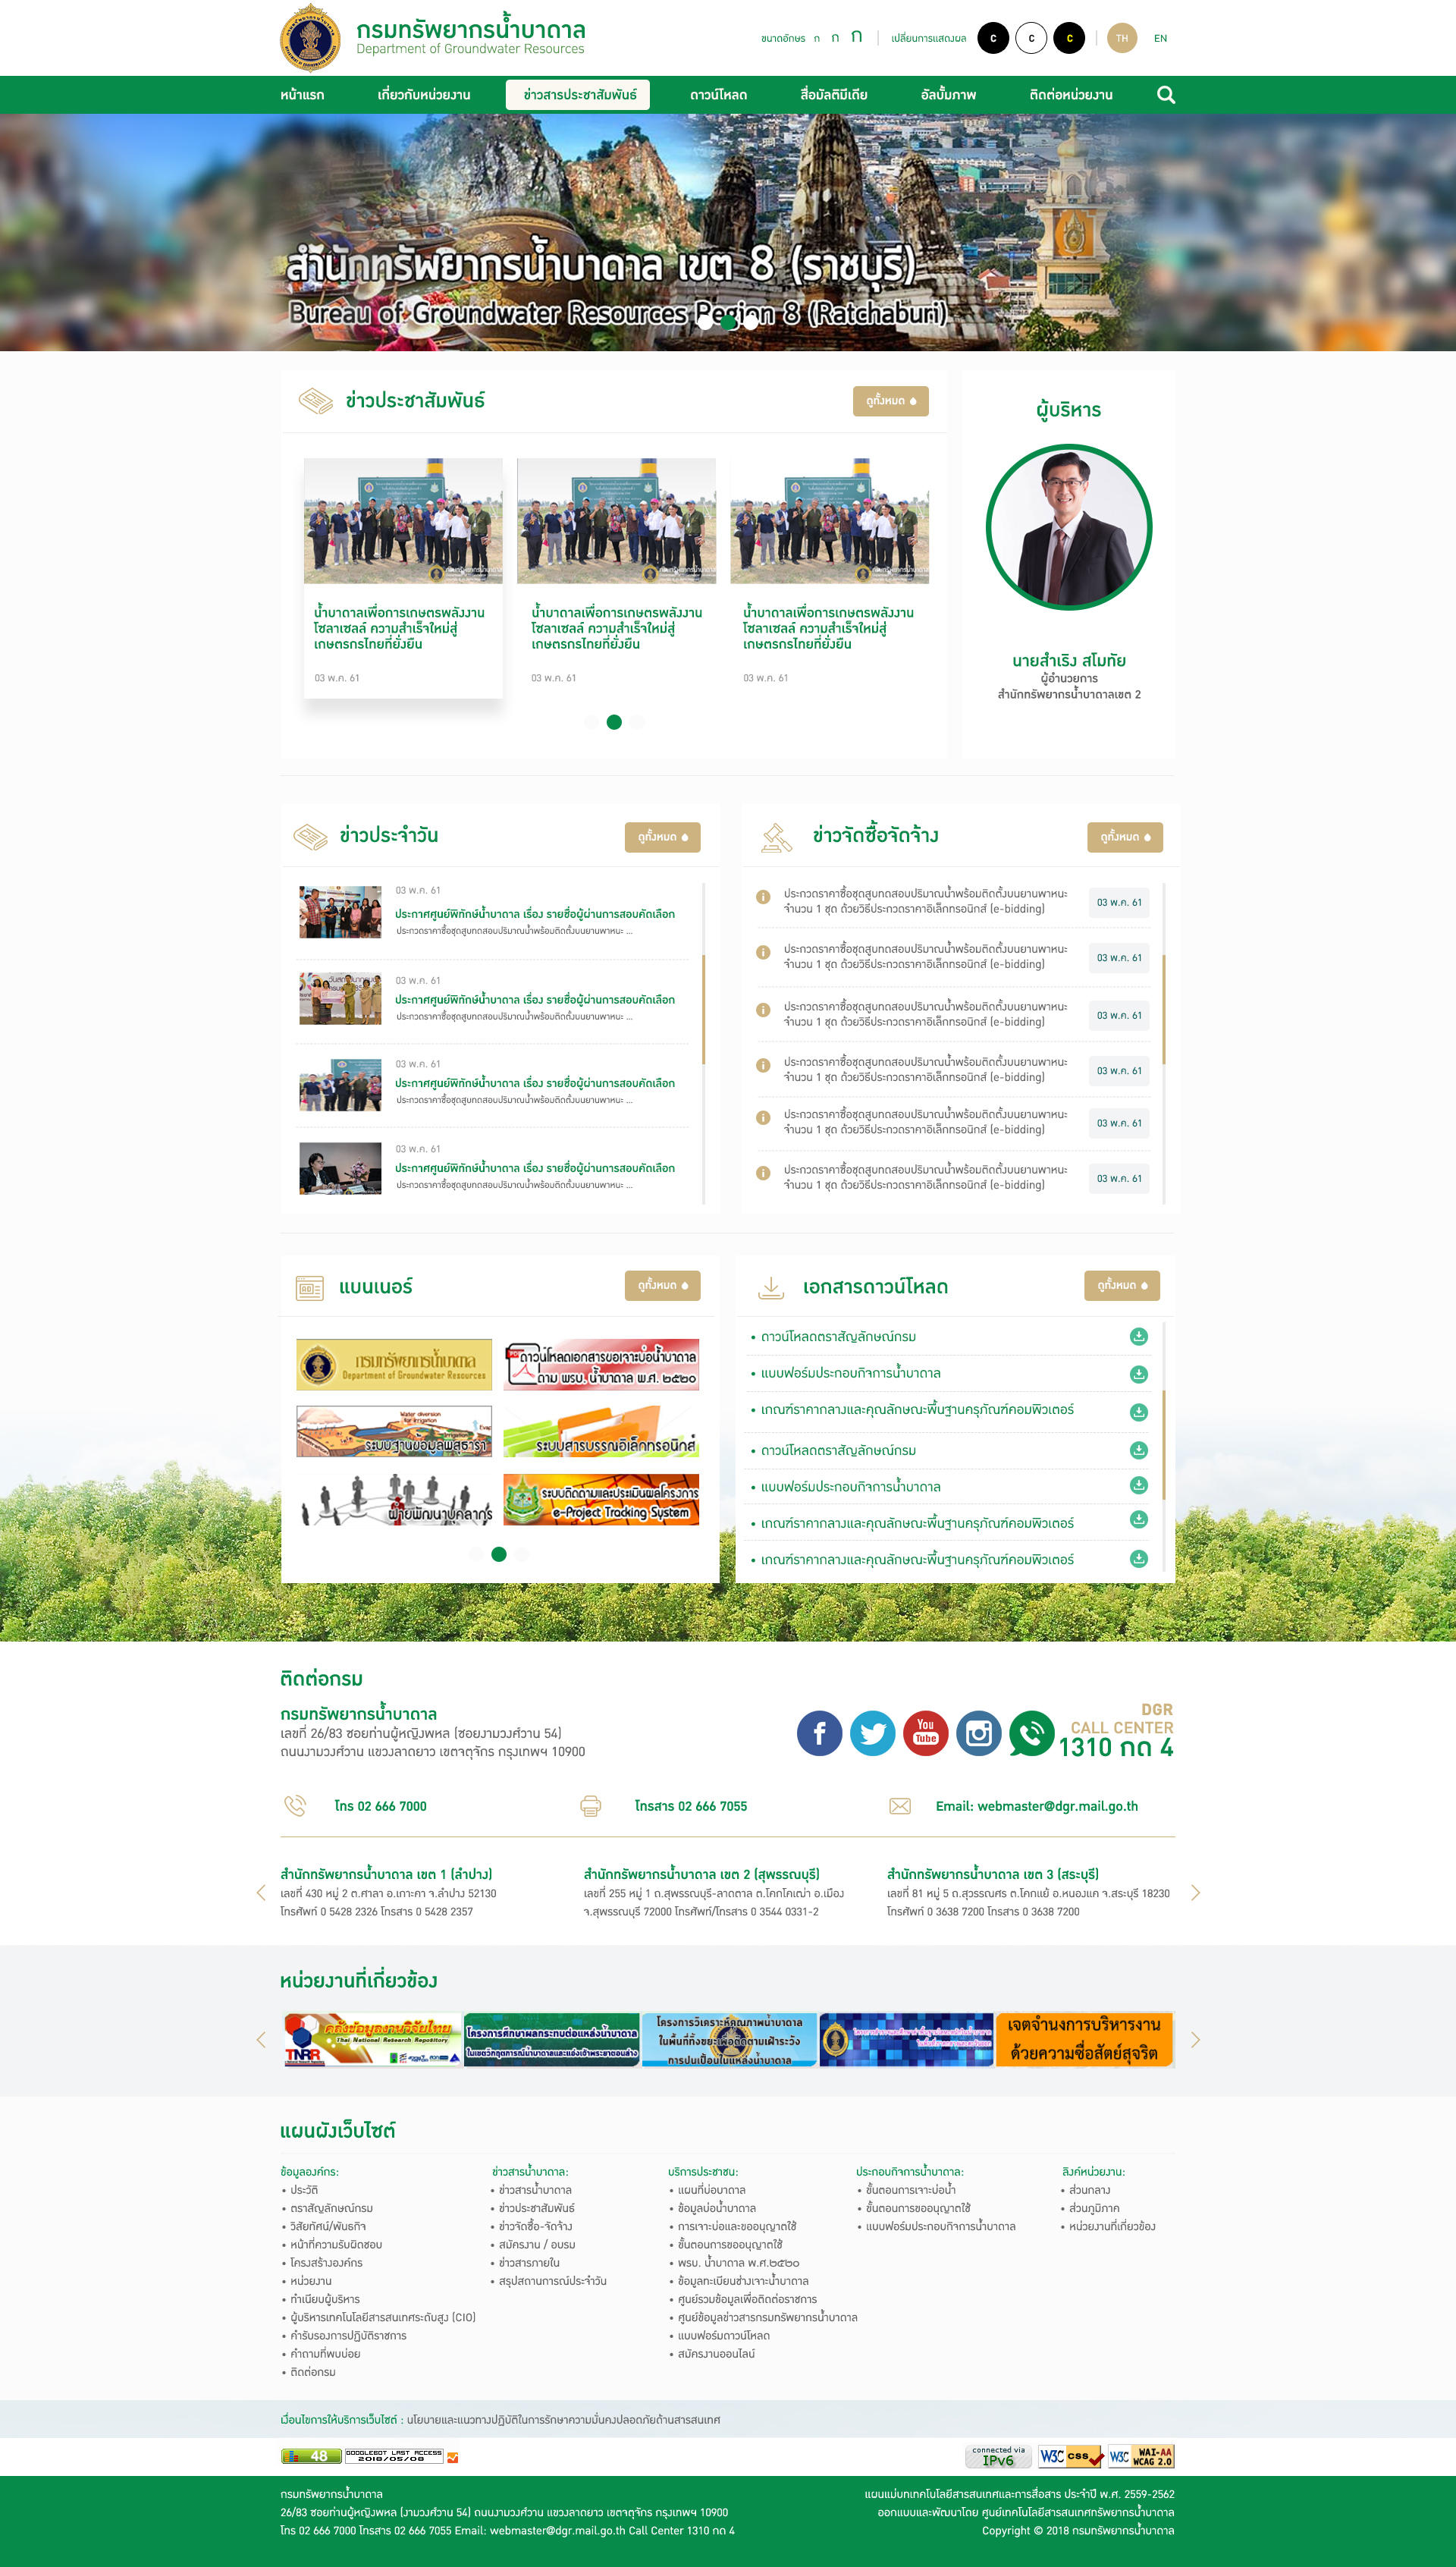 กรมทรัพยากรน้ำบาดาล
Department of Groundwater Resources
ขนาดอักษร ก ก ก
เปลี่ยนการแสดงผล C C C
TH EN
หน้าแรก เกี่ยวกับหน่วยงาน ข่าวสารประชาสัมพันธ์ ดาวน์โหลด สื่อมัลติมีเดีย อัลบั้มภาพ ติดต่อหน่วยงาน
สำนักทรัพยากรน้ำบาดาล เขต 8 (ราชบุรี)
Bureau of Groundwater Resources Region 8 (Ratchaburi)
ข่าวประชาสัมพันธ์
ดูทั้งหมด
น้ำบาดาลเพื่อการเกษตรพลังงาน
โซลาเซลล์ ความสำเร็จใหม่สู่
เกษตรกรไทยที่ยั่งยืน
03 พ.ค. 61
น้ำบาดาลเพื่อการเกษตรพลังงาน
โซลาเซลล์ ความสำเร็จใหม่สู่
เกษตรกรไทยที่ยั่งยืน
03 พ.ค. 61
น้ำบาดาลเพื่อการเกษตรพลังงาน
โซลาเซลล์ ความสำเร็จใหม่สู่
เกษตรกรไทยที่ยั่งยืน
03 พ.ค. 61
ผู้บริหาร
นายสำเริง สโมทัย
ผู้อำนวยการ
สำนักทรัพยากรน้ำบาดาลเขต 2
ข่าวประจำวัน
ดูทั้งหมด
03 พ.ค. 61
ประกาศศูนย์พิทักษ์น้ำบาดาล เรื่อง รายชื่อผู้ผ่านการสอบคัดเลือก
ประกวดราคาซื้อชุดสูบทดสอบปริมาณน้ำพร้อมติดตั้งบนยานพาหนะ ...
03 พ.ค. 61
ประกาศศูนย์พิทักษ์น้ำบาดาล เรื่อง รายชื่อผู้ผ่านการสอบคัดเลือก
ประกวดราคาซื้อชุดสูบทดสอบปริมาณน้ำพร้อมติดตั้งบนยานพาหนะ ...
03 พ.ค. 61
ประกาศศูนย์พิทักษ์น้ำบาดาล เรื่อง รายชื่อผู้ผ่านการสอบคัดเลือก
ประกวดราคาซื้อชุดสูบทดสอบปริมาณน้ำพร้อมติดตั้งบนยานพาหนะ ...
03 พ.ค. 61
ประกาศศูนย์พิทักษ์น้ำบาดาล เรื่อง รายชื่อผู้ผ่านการสอบคัดเลือก
ประกวดราคาซื้อชุดสูบทดสอบปริมาณน้ำพร้อมติดตั้งบนยานพาหนะ ...
ข่าวจัดซื้อจัดจ้าง
ดูทั้งหมด
ประกวดราคาซื้อชุดสูบทดสอบปริมาณน้ำพร้อมติดตั้งบนยานพาหนะ
จำนวน 1 ชุด ด้วยวิธีประกวดราคาอิเล็กทรอนิกส์ (e-bidding)
03 พ.ค. 61
ประกวดราคาซื้อชุดสูบทดสอบปริมาณน้ำพร้อมติดตั้งบนยานพาหนะ
จำนวน 1 ชุด ด้วยวิธีประกวดราคาอิเล็กทรอนิกส์ (e-bidding)
03 พ.ค. 61
ประกวดราคาซื้อชุดสูบทดสอบปริมาณน้ำพร้อมติดตั้งบนยานพาหนะ
จำนวน 1 ชุด ด้วยวิธีประกวดราคาอิเล็กทรอนิกส์ (e-bidding)
03 พ.ค. 61
ประกวดราคาซื้อชุดสูบทดสอบปริมาณน้ำพร้อมติดตั้งบนยานพาหนะ
จำนวน 1 ชุด ด้วยวิธีประกวดราคาอิเล็กทรอนิกส์ (e-bidding)
03 พ.ค. 61
ประกวดราคาซื้อชุดสูบทดสอบปริมาณน้ำพร้อมติดตั้งบนยานพาหนะ
จำนวน 1 ชุด ด้วยวิธีประกวดราคาอิเล็กทรอนิกส์ (e-bidding)
03 พ.ค. 61
ประกวดราคาซื้อชุดสูบทดสอบปริมาณน้ำพร้อมติดตั้งบนยานพาหนะ
จำนวน 1 ชุด ด้วยวิธีประกวดราคาอิเล็กทรอนิกส์ (e-bidding)
03 พ.ค. 61
แบนเนอร์
ดูทั้งหมด
กรมทรัพยากรน้ำบาดาล
Department of Groundwater Resources
ดาวน์โหลดเอกสารขอเจาะบ่อน้ำบาดาล
ตาม พรบ. น้ำบาดาล พ.ศ. ๒๕๒๐
Water diversion
for irrigation
ระบบฐานข้อมูลพสุธารา
ระบบสารบรรณอิเล็กทรอนิกส์
ฝ่ายพัฒนาบุคลากร
ระบบติดตามและประเมินผลโครงการ
e-Project Tracking System
เอกสารดาวน์โหลด
ดูทั้งหมด
• ดาวน์โหลดตราสัญลักษณ์กรม
• แบบฟอร์มประกอบกิจการน้ำบาดาล
• เกณฑ์ราคากลางและคุณลักษณะพื้นฐานครุภัณฑ์คอมพิวเตอร์
• ดาวน์โหลดตราสัญลักษณ์กรม
• แบบฟอร์มประกอบกิจการน้ำบาดาล
• เกณฑ์ราคากลางและคุณลักษณะพื้นฐานครุภัณฑ์คอมพิวเตอร์
• เกณฑ์ราคากลางและคุณลักษณะพื้นฐานครุภัณฑ์คอมพิวเตอร์
ติดต่อกรม
กรมทรัพยากรน้ำบาดาล
เลขที่ 26/83 ซอยท่านผู้หญิงพหล (ซอยงามวงศ์วาน 54)
ถนนงามวงศ์วาน แขวงลาดยาว เขตจตุจักร กรุงเทพฯ 10900
You
Tube
DGR
CALL CENTER
1310 กด 4
โทร 02 666 7000
โทรสาร 02 666 7055
Email: webmaster@dgr.mail.go.th
สำนักทรัพยากรน้ำบาดาล เขต 1 (ลำปาง)
เลขที่ 430 หมู่ 2 ต.ศาลา อ.เกาะคา จ.ลำปาง 52130
โทรศัพท์ 0 5428 2326 โทรสาร 0 5428 2357
สำนักทรัพยากรน้ำบาดาล เขต 2 (สุพรรณบุรี)
เลขที่ 255 หมู่ 1 ถ.สุพรรณบุรี-ลาดตาล ต.โคกโคเฒ่า อ.เมือง
จ.สุพรรณบุรี 72000 โทรศัพท์/โทรสาร 0 3544 0331-2
สำนักทรัพยากรน้ำบาดาล เขต 3 (สระบุรี)
เลขที่ 81 หมู่ 5 ถ.สุวรรณศร ต.โคกแย้ อ.หนองแค จ.สระบุรี 18230
โทรศัพท์ 0 3638 7200 โทรสาร 0 3638 7200
หน่วยงานที่เกี่ยวข้อง
คลังข้อมูลงานวิจัยไทย
Thai National Research Repository
TNRR
โครงการศึกษาผลกระทบต่อแหล่งน้ำบาดาล
ในเขตวิกฤตการณ์น้ำบาดาลและแอ่งเจ้าพระยาตอนล่าง
โครงการวิเคราะห์คุณภาพน้ำบาดาล
ในพื้นที่ทิ้งขยะเพื่อติดตามเฝ้าระวัง
การปนเปื้อนในแหล่งน้ำบาดาล
เจตจำนงการบริหารงาน
ด้วยความซื่อสัตย์สุจริต
แผนผังเว็บไซต์
ข้อมูลองค์กร:
• ประวัติ
• ตราสัญลักษณ์กรม
• วิสัยทัศน์/พันธกิจ
• หน้าที่ความรับผิดชอบ
• โครงสร้างองค์กร
• หน่วยงาน
• ทำเนียบผู้บริหาร
• ผู้บริหารเทคโนโลยีสารสนเทศระดับสูง (CIO)
• คำรับรองการปฏิบัติราชการ
• คำถามที่พบบ่อย
• ติดต่อกรม
ข่าวสารน้ำบาดาล:
• ข่าวสารน้ำบาดาล
• ข่าวประชาสัมพันธ์
• ข่าวจัดซื้อ-จัดจ้าง
• สมัครงาน / อบรม
• ข่าวสารภายใน
• สรุปสถานการณ์ประจำวัน
บริการประชาชน:
• แผนที่บ่อบาดาล
• ข้อมูลบ่อน้ำบาดาล
• การเจาะบ่อและขออนุญาตใช้
• ขั้นตอนการขออนุญาตใช้
• พรบ. น้ำบาดาล พ.ศ.๒๕๒๐
• ข้อมูลทะเบียนช่างเจาะน้ำบาดาล
• ศูนย์รวมข้อมูลเพื่อติดต่อราชการ
• ศูนย์ข้อมูลข่าวสารกรมทรัพยากรน้ำบาดาล
• แบบฟอร์มดาวน์โหลด
• สมัครงานออนไลน์
ประกอบกิจการน้ำบาดาล:
• ขั้นตอนการเจาะบ่อน้ำ
• ขั้นตอนการขออนุญาตใช้
• แบบฟอร์มประกอบกิจการน้ำบาดาล
ลิงค์หน่วยงาน:
• ส่วนกลาง
• ส่วนภูมิภาค
• หน่วยงานที่เกี่ยวข้อง
เงื่อนไขการให้บริการเว็บไซต์ : นโยบายและแนวทางปฏิบัติในการรักษาความมั่นคงปลอดภัยด้านสารสนเทศ
48
GOOGLEBOT LAST ACCESS
2018/05/08
connected via
IPv6
W3C css
W3C WAI-AA
WCAG 2.0
กรมทรัพยากรน้ำบาดาล
26/83 ซอยท่านผู้หญิงพหล (งามวงศ์วาน 54) ถนนงามวงศ์วาน แขวงลาดยาว เขตจตุจักร กรุงเทพฯ 10900
โทร 02 666 7000 โทรสาร 02 666 7055 Email: webmaster@dgr.mail.go.th Call Center 1310 กด 4
แผนแม่บทเทคโนโลยีสารสนเทศและการสื่อสาร ประจำปี พ.ศ. 2559-2562
ออกแบบและพัฒนาโดย ศูนย์เทคโนโลยีสารสนเทศทรัพยากรน้ำบาดาล
Copyright © 2018 กรมทรัพยากรน้ำบาดาล